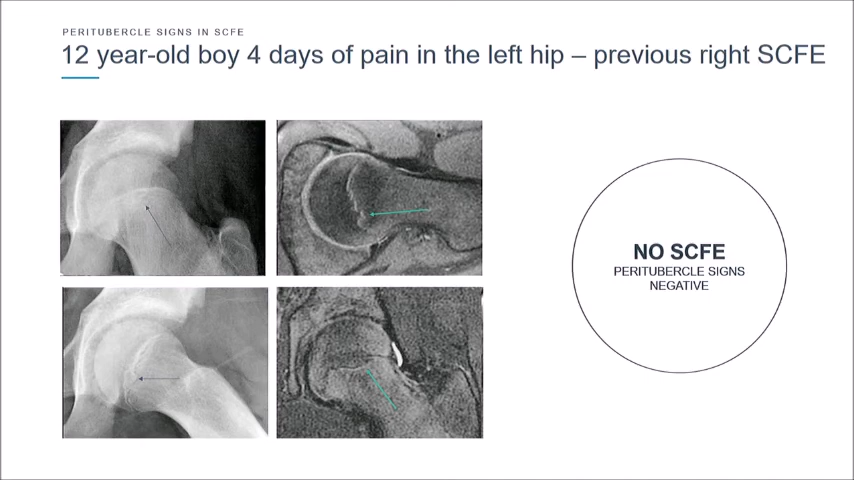 PERITUBERCLE SIGNS IN SCFE
12 year-old boy 4 days of pain in the left hip – previous right SCFE
NO SCFE
PERITUBERCLE SIGNS
NEGATIVE